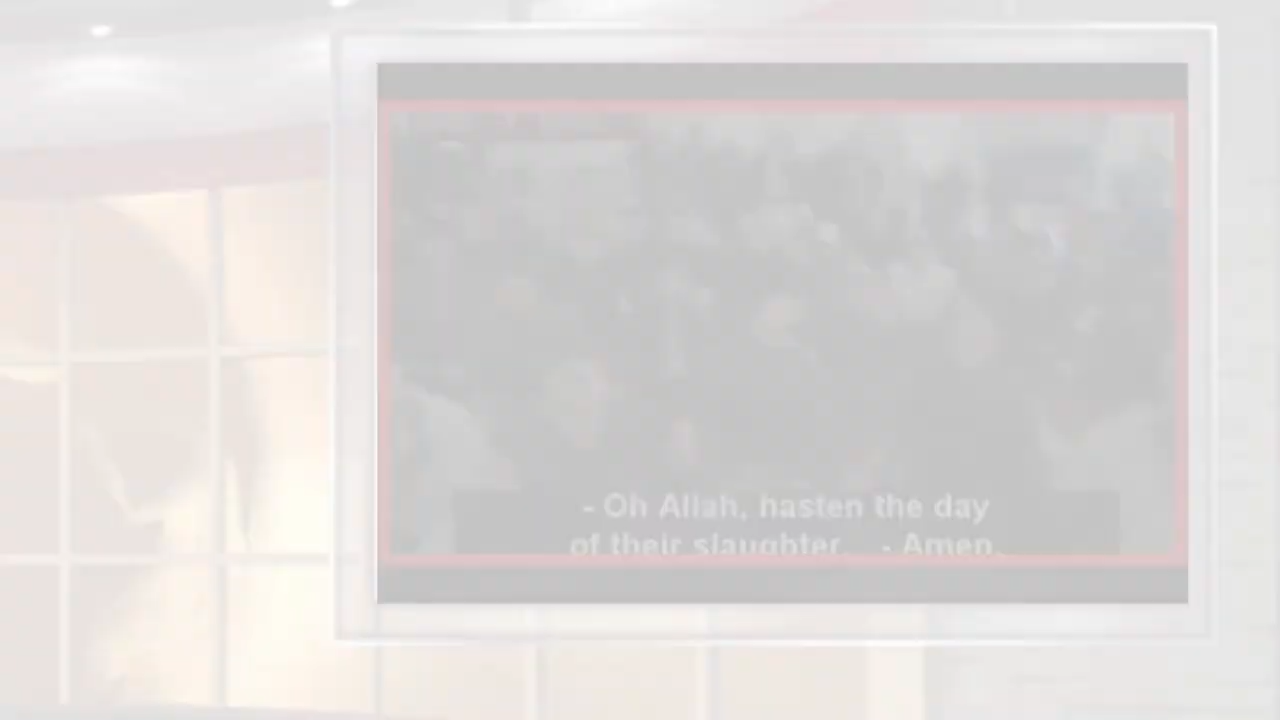 - Oh Allah, hasten the day
of their slaughter. - Amen.